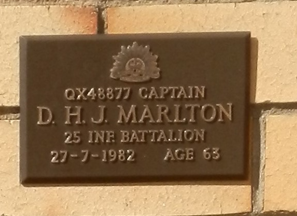 QX48877 CAPTAIN
D. H. J. MARLTON
25 INF. BATTALION
27-7-1982 AGE 63